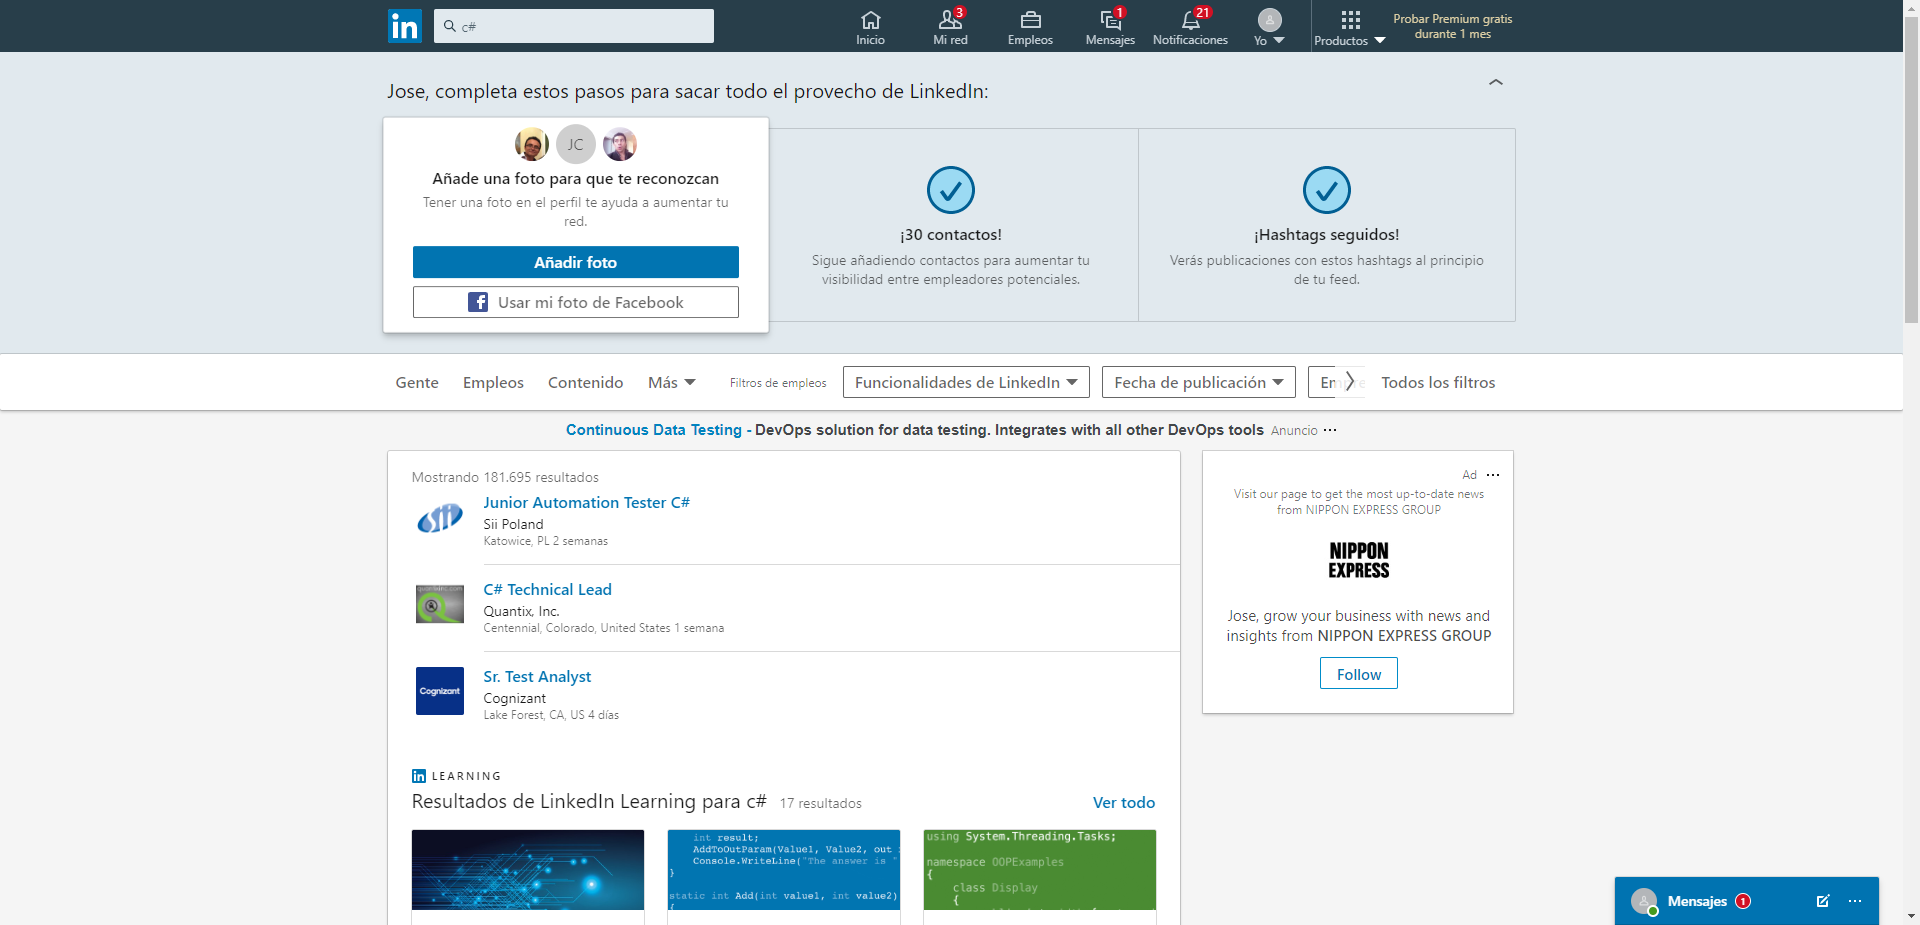 in
c#
Inicio
3
Mi red
Empleos
1
Mensajes
21
Notificaciones
Yo
Productos
Probar Premium gratis
durante 1 mes
Jose, completa estos pasos para sacar todo el provecho de LinkedIn:
JC
Añade una foto para que te reconozcan
Tener una foto en el perfil te ayuda a aumentar tu
red.
Añadir foto
f Usar mi foto de Facebook
¡30 contactos!
Sigue añadiendo contactos para aumentar tu
visibilidad entre empleadores potenciales.
¡Hashtags seguidos!
Verás publicaciones con estos hashtags al principio
de tu feed.
Gente Empleos Contenido Más Filtros de empleos Funcionalidades de LinkedIn Fecha de publicación Todos los filtros
Continuous Data Testing - DevOps solution for data testing. Integrates with all other DevOps tools Anuncio ···
Mostrando 181.695 resultados
sii
Junior Automation Tester C#
Sii Poland
Katowice, PL 2 semanas
C# Technical Lead
Quantix, Inc.
Centennial, Colorado, United States 1 semana
Cognizant
Sr. Test Analyst
Cognizant
Lake Forest, CA, US 4 días
in LEARNING
Resultados de LinkedIn Learning para c# 17 resultados
Ver todo
int result;
AddToOutParam(Value1, Value2, out
Console.WriteLine("The answer is "
}
static int Add(int value1, int value2)
{
using System.Threading.Tasks;
namespace OOPExamples
{
class Display
{
Ad ···
Visit our page to get the most up-to-date news
from NIPPON EXPRESS GROUP
NIPPON
EXPRESS
Jose, grow your business with news and
insights from NIPPON EXPRESS GROUP
Follow
Mensajes 1 ···